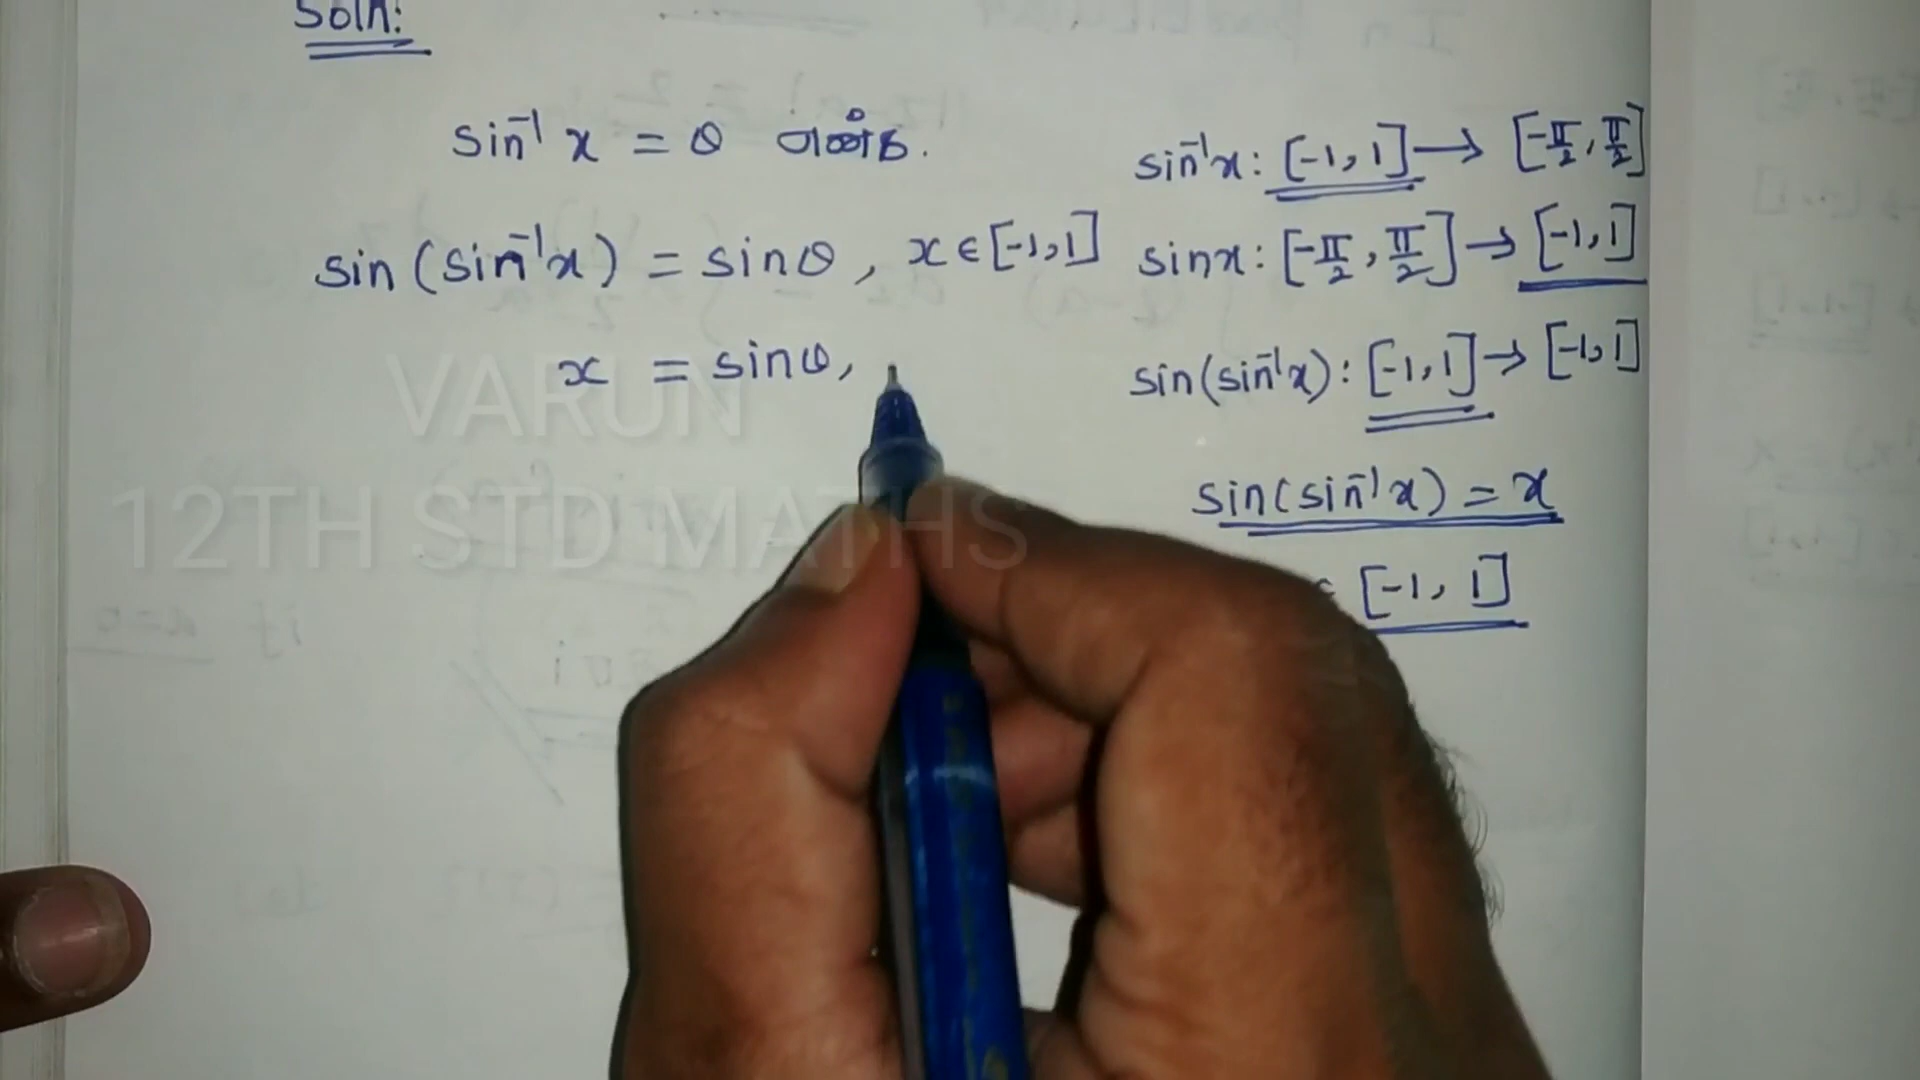 Soln:
sin⁻¹ x = θ என்க.
sin (sin⁻¹x) = sinθ , x ∈ [-1,1]
x = sinθ,
sin⁻¹x : [-1, 1] → [-π/2, π/2]
sinx : [-π/2, π/2] → [-1,1]
sin(sin⁻¹x) : [-1,1] → [-1,1]
sin(sin⁻¹x) = x
[-1, 1]
VARUN
12TH STD MATHS